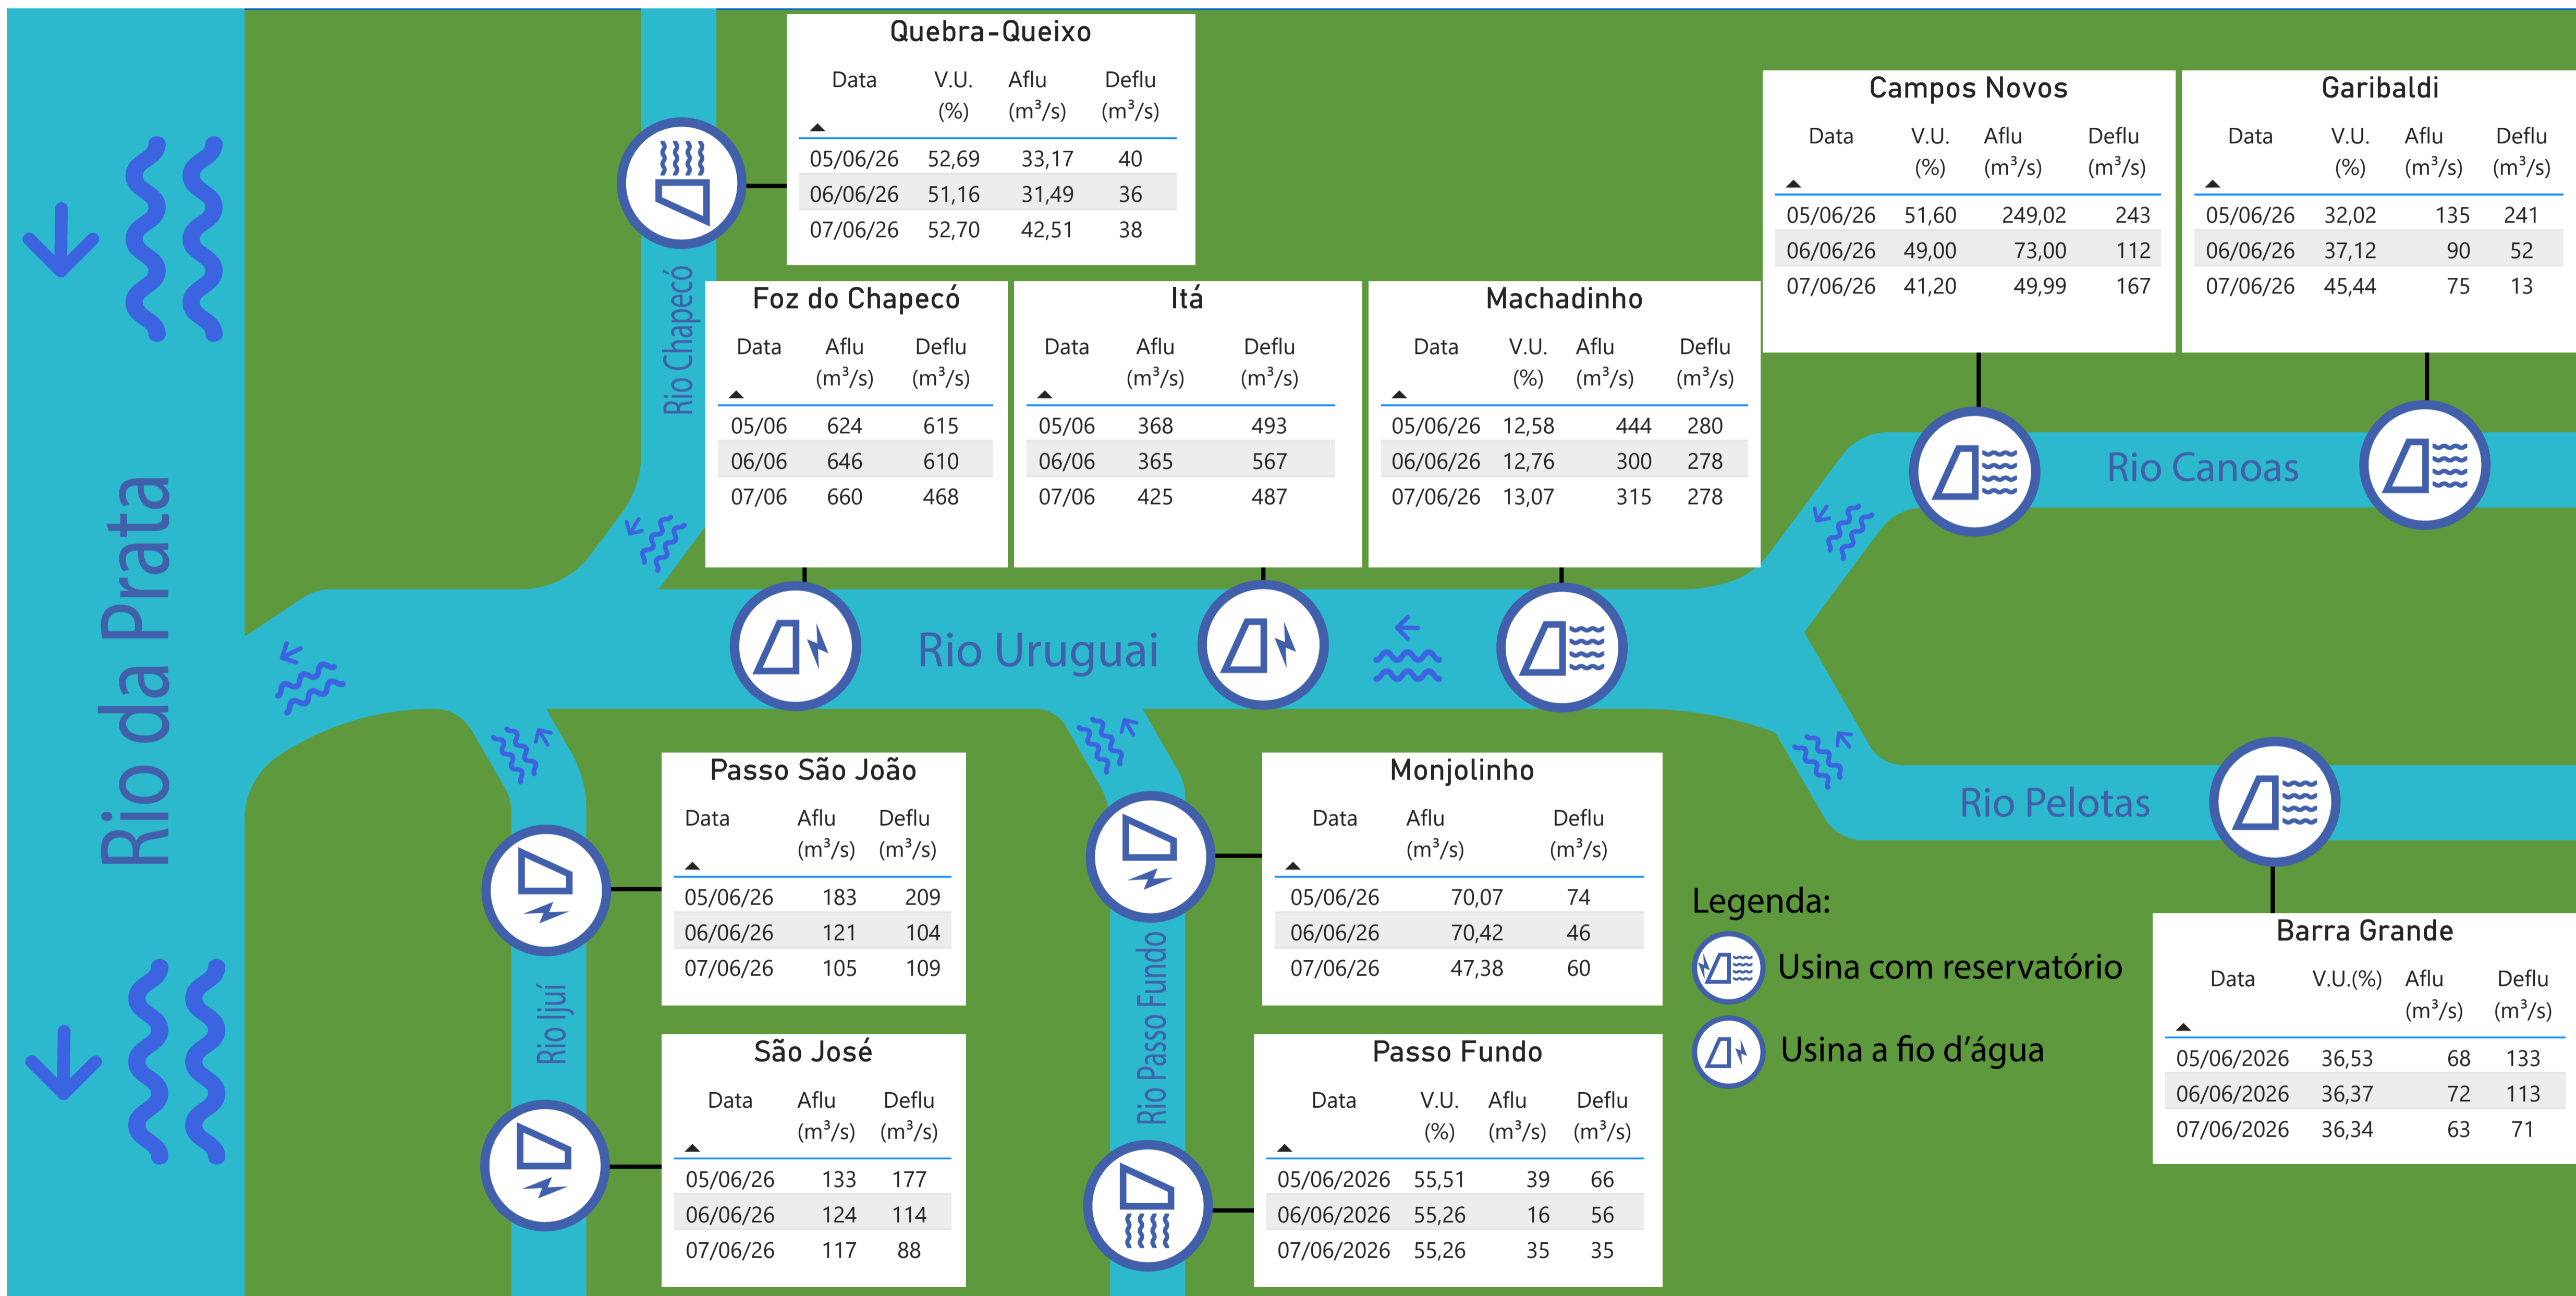 Quebra-Queixo
Data V.U. (%) Aflu (m³/s) Deflu (m³/s)
05/06/26 52,69 33,17 40
06/06/26 51,16 31,49 36
07/06/26 52,70 42,51 38
Campos Novos
Data V.U. (%) Aflu (m³/s) Deflu (m³/s)
05/06/26 51,60 249,02 243
06/06/26 49,00 73,00 112
07/06/26 41,20 49,99 167
Garibaldi
Data V.U. (%) Aflu (m³/s) Deflu (m³/s)
05/06/26 32,02 135 241
06/06/26 37,12 90 52
07/06/26 45,44 75 13
Rio Chapecó
Foz do Chapecó
Data Aflu (m³/s) Deflu (m³/s)
05/06 624 615
06/06 646 610
07/06 660 468
Itá
Data Aflu (m³/s) Deflu (m³/s)
05/06 368 493
06/06 365 567
07/06 425 487
Machadinho
Data V.U. (%) Aflu (m³/s) Deflu (m³/s)
05/06/26 12,58 444 280
06/06/26 12,76 300 278
07/06/26 13,07 315 278
Rio Canoas
Rio da Prata
Rio Uruguai
Rio Pelotas
Passo São João
Data Aflu (m³/s) Deflu (m³/s)
05/06/26 183 209
06/06/26 121 104
07/06/26 105 109
Monjolinho
Data Aflu (m³/s) Deflu (m³/s)
05/06/26 70,07 74
06/06/26 70,42 46
07/06/26 47,38 60
Legenda:
Usina com reservatório
Usina a fio d'água
Barra Grande
Data V.U.(%) Aflu (m³/s) Deflu (m³/s)
05/06/2026 36,53 68 133
06/06/2026 36,37 72 113
07/06/2026 36,34 63 71
Rio Ijuí
Rio Passo Fundo
São José
Data Aflu (m³/s) Deflu (m³/s)
05/06/26 133 177
06/06/26 124 114
07/06/26 117 88
Passo Fundo
Data V.U. (%) Aflu (m³/s) Deflu (m³/s)
05/06/2026 55,51 39 66
06/06/2026 55,26 16 56
07/06/2026 55,26 35 35